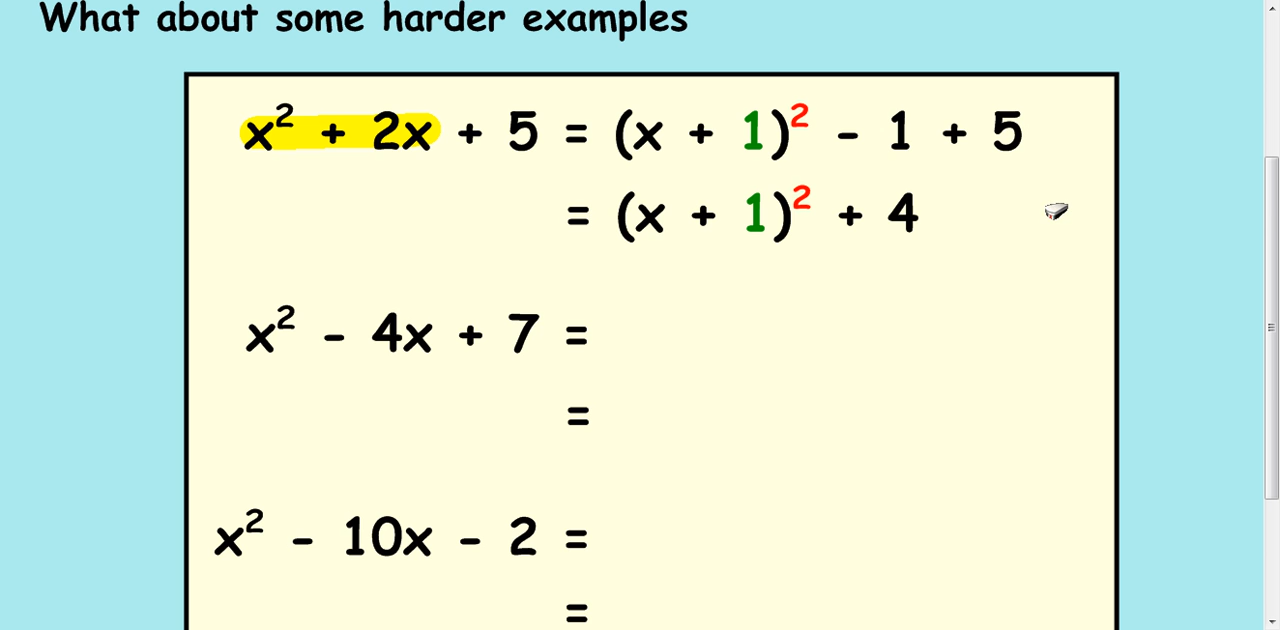 What about some harder examples
x² + 2x + 5 = (x + 1)² - 1 + 5
= (x + 1)² + 4
x² - 4x + 7 =
=
x² - 10x - 2 =
=